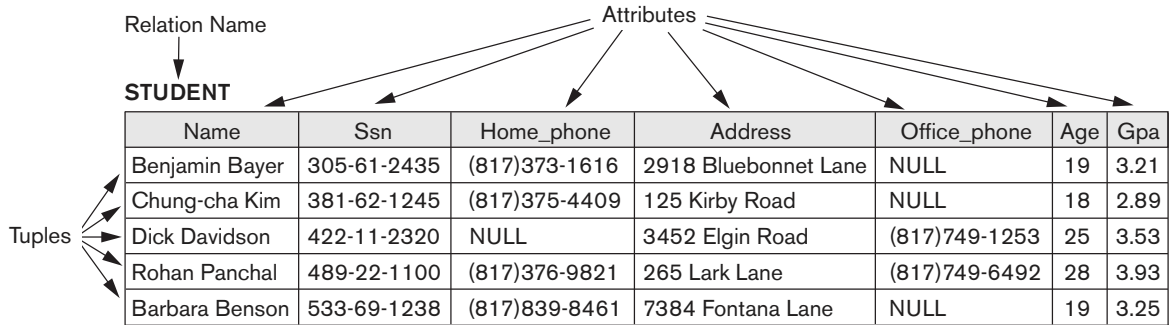 Relation Name
Attributes
STUDENT
Name Ssn Home_phone Address Office_phone Age Gpa
Benjamin Bayer 305-61-2435 (817)373-1616 2918 Bluebonnet Lane NULL 19 3.21
Chung-cha Kim 381-62-1245 (817)375-4409 125 Kirby Road NULL 18 2.89
Tuples Dick Davidson 422-11-2320 NULL 3452 Elgin Road (817)749-1253 25 3.53
Rohan Panchal 489-22-1100 (817)376-9821 265 Lark Lane (817)749-6492 28 3.93
Barbara Benson 533-69-1238 (817)839-8461 7384 Fontana Lane NULL 19 3.25